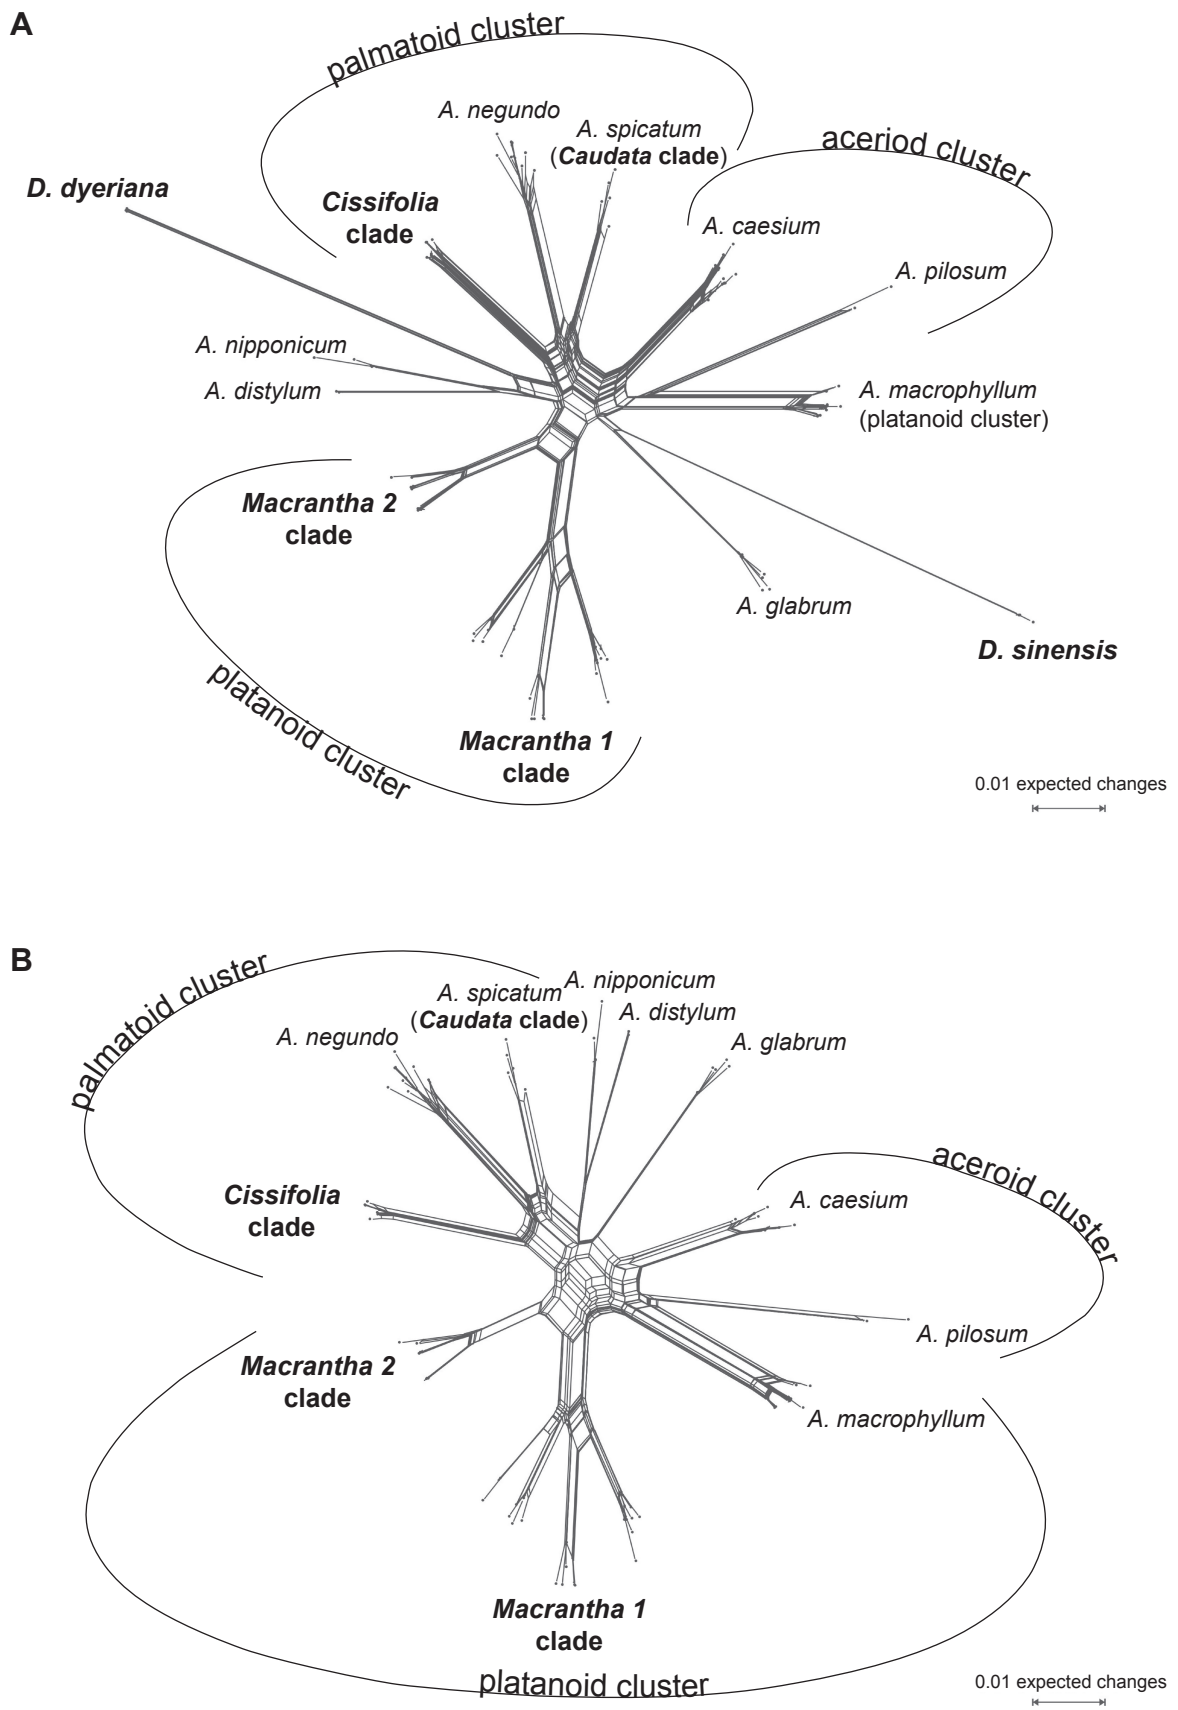 A
palmatoid cluster
A. negundo
A. spicatum
(Caudata clade)
aceriod cluster
D. dyeriana
Cissifolia
clade
A. caesium
A. pilosum
A. nipponicum
A. distylum
A. macrophyllum
(platanoid cluster)
Macrantha 2
clade
A. glabrum
D. sinensis
platanoid cluster
Macrantha 1
clade
0.01 expected changes
B
palmatoid cluster
A. nipponicum
A. spicatum
(Caudata clade)
A. distylum
A. negundo
A. glabrum
aceroid cluster
Cissifolia
clade
A. caesium
A. pilosum
Macrantha 2
clade
A. macrophyllum
Macrantha 1
clade
platanoid cluster
0.01 expected changes